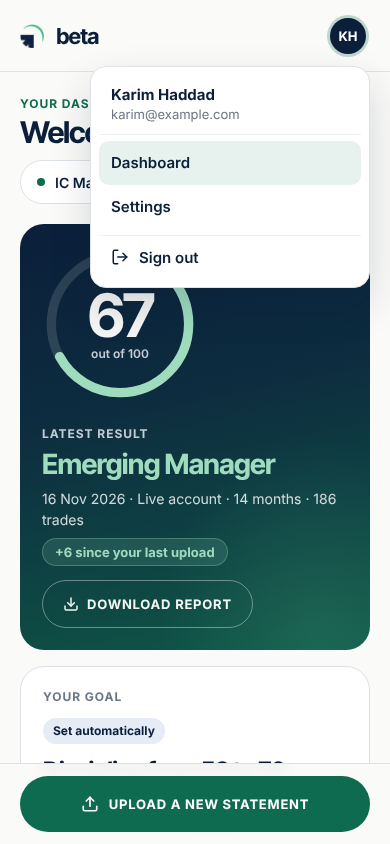 beta
KH
Karim Haddad
karim@example.com
Dashboard
Settings
Sign out
YOUR DAS
Welco
IC Ma
67
out of 100
LATEST RESULT
Emerging Manager
16 Nov 2026 · Live account · 14 months · 186
trades
+6 since your last upload
DOWNLOAD REPORT
YOUR GOAL
Set automatically
UPLOAD A NEW STATEMENT